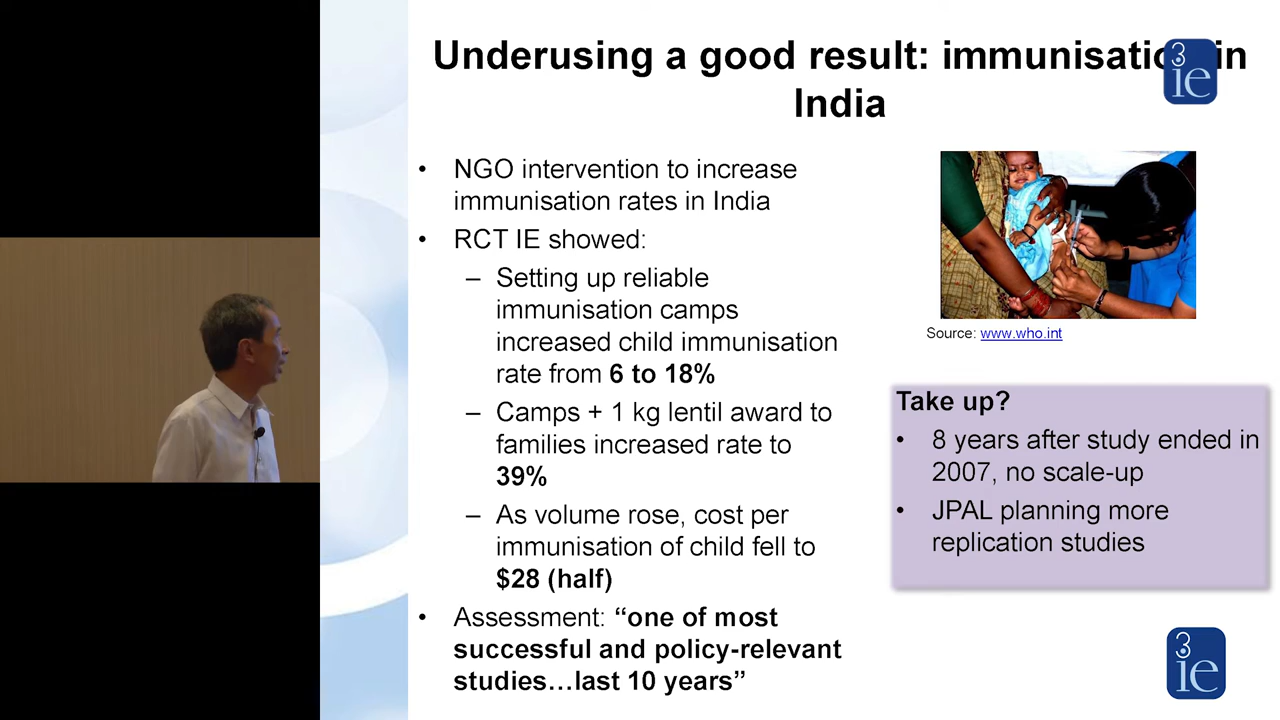 Underusing a good result: immunisation in
India
• NGO intervention to increase
immunisation rates in India
• RCT IE showed:
– Setting up reliable
immunisation camps
increased child immunisation
rate from 6 to 18%
– Camps + 1 kg lentil award to
families increased rate to
39%
– As volume rose, cost per
immunisation of child fell to
$28 (half)
• Assessment: “one of most
successful and policy-relevant
studies…last 10 years”
Source: www.who.int
Take up?
• 8 years after study ended in
2007, no scale-up
• JPAL planning more
replication studies
3ie
3ie